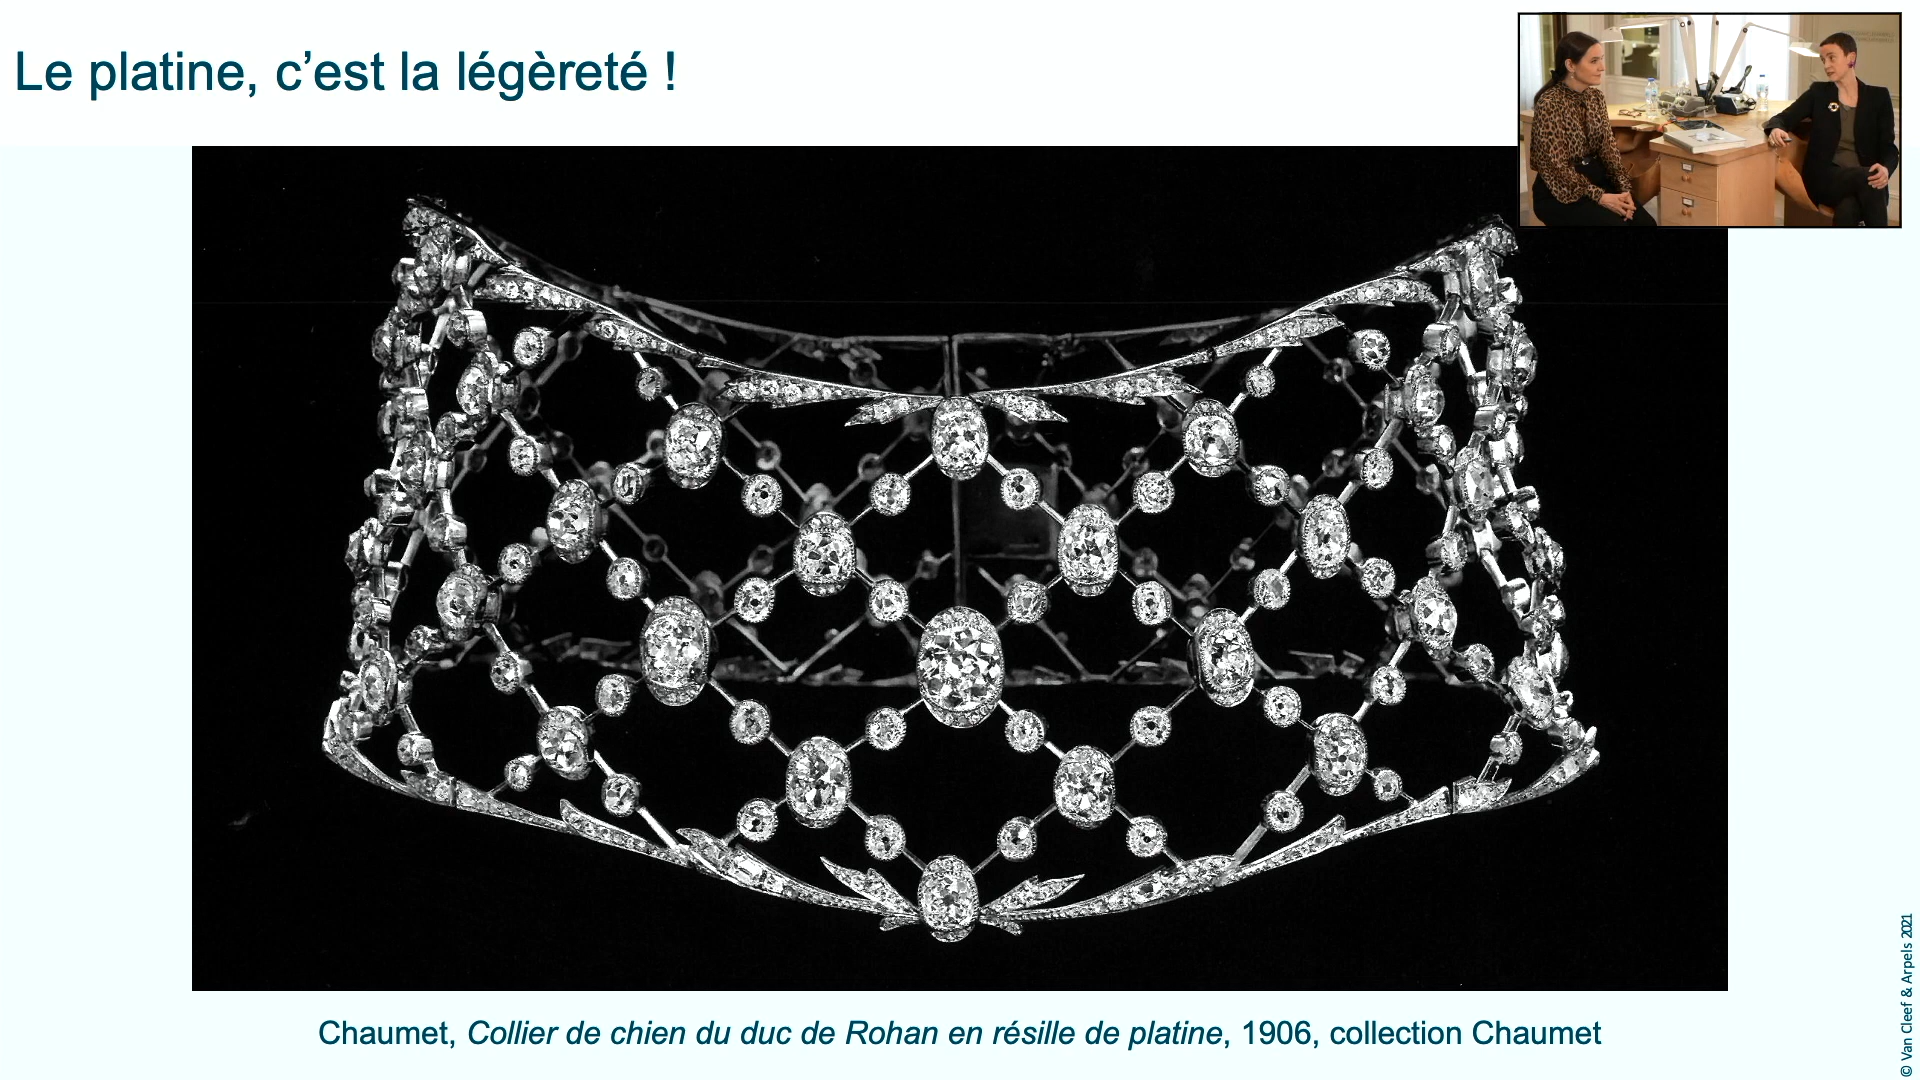 Le platine, c’est la légèreté !
Chaumet, Collier de chien du duc de Rohan en résille de platine, 1906, collection Chaumet
© Van Cleef & Arpels 2021